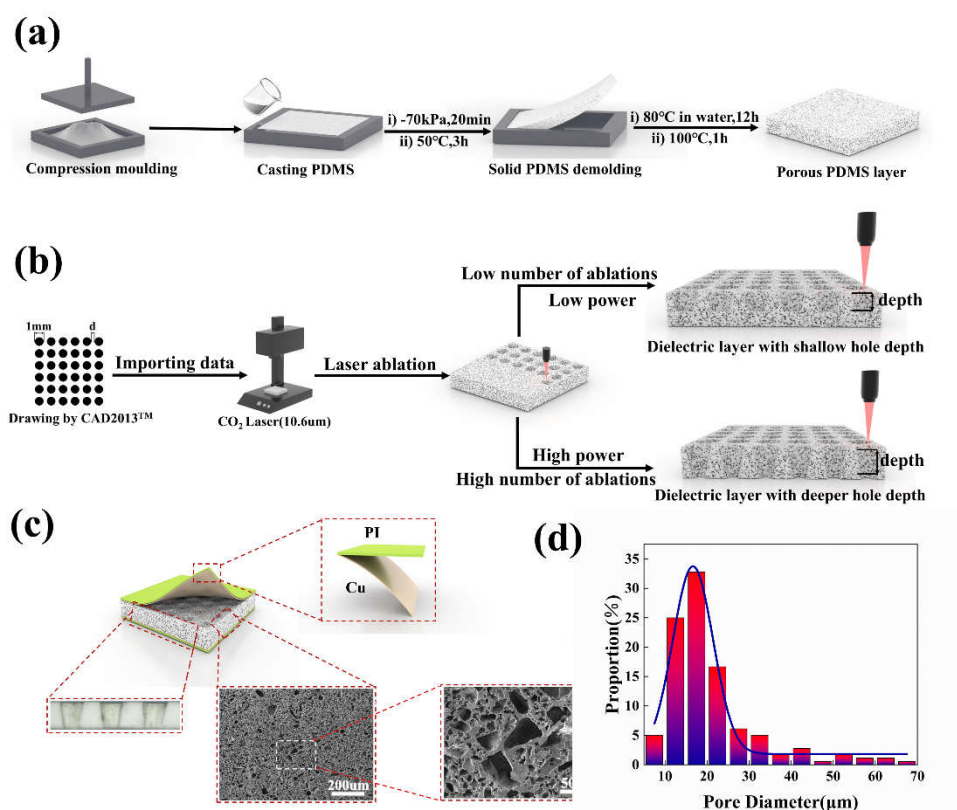 (a)
Compression moulding
Casting PDMS
i) -70kPa,20min
ii) 50℃,3h
Solid PDMS demolding
i) 80℃ in water,12h
ii) 100℃,1h
Porous PDMS layer
(b)
1mm
d
Drawing by CAD2013™
Importing data
CO₂ Laser(10.6um)
Laser ablation
Low number of ablations
Low power
depth
Dielectric layer with shallow hole depth
High power
High number of ablations
depth
Dielectric layer with deeper hole depth
(c)
PI
Cu
200um
(d)
Proportion(%)
35
30
25
20
15
10
5
0
10 20 30 40 50 60 70
Pore Diameter(μm)